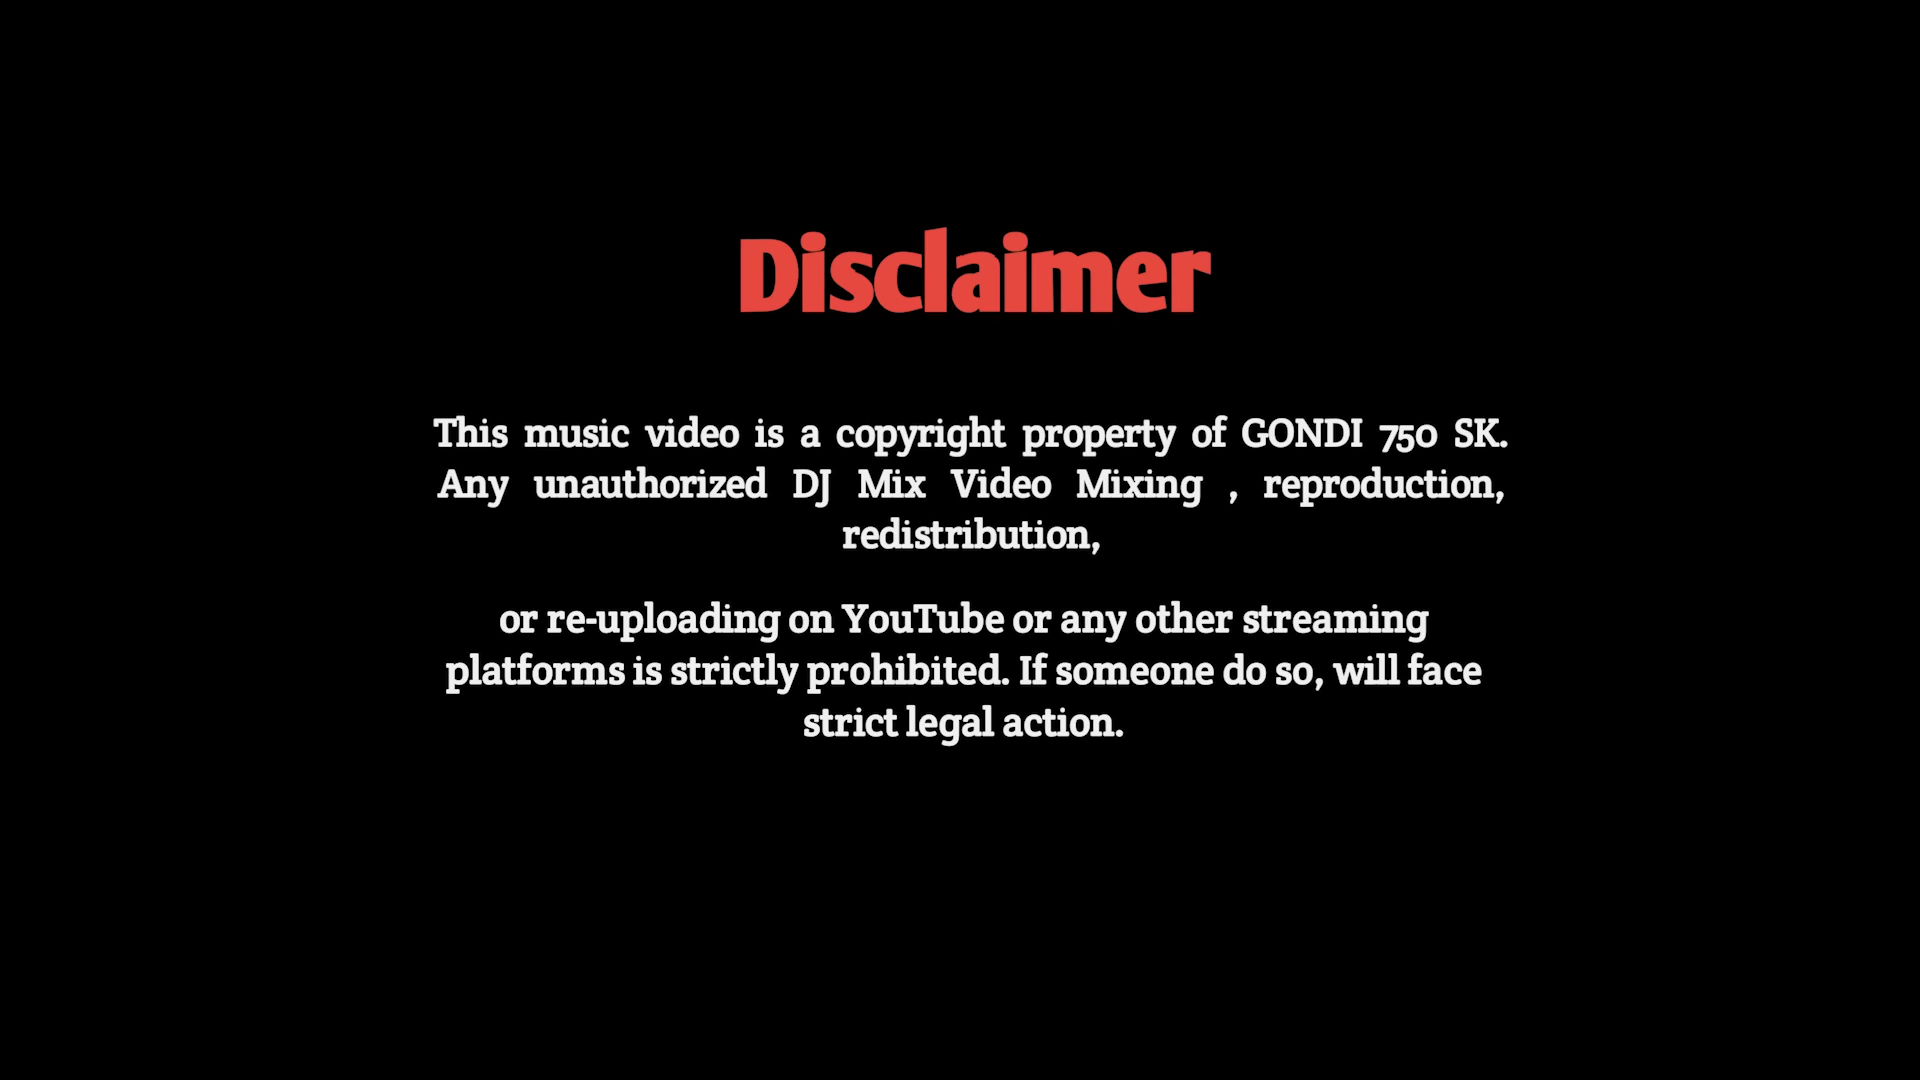 Disclaimer
This music video is a copyright property of GONDI 750 SK.
Any unauthorized DJ Mix Video Mixing , reproduction,
redistribution,
or re-uploading on YouTube or any other streaming
platforms is strictly prohibited. If someone do so, will face
strict legal action.